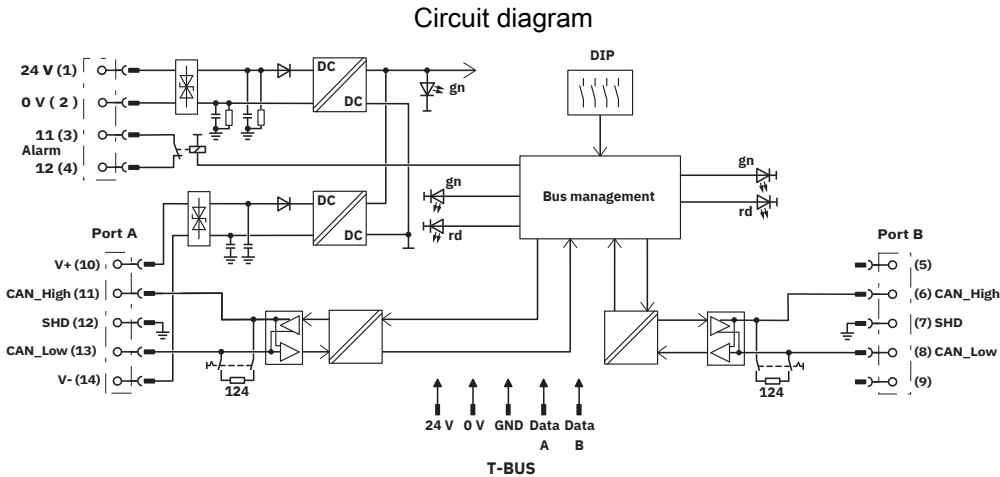 Circuit diagram
24 V (1)
0 V ( 2 )
11 (3)
Alarm
12 (4)
DC
DC
gn
DIP
Bus management
gn
rd
gn
rd
DC
DC
Port A
V+ (10)
CAN_High (11)
SHD (12)
CAN_Low (13)
V- (14)
124
Port B
(5)
(6) CAN_High
(7) SHD
(8) CAN_Low
(9)
124
24 V 0 V GND Data Data
A B
T-BUS